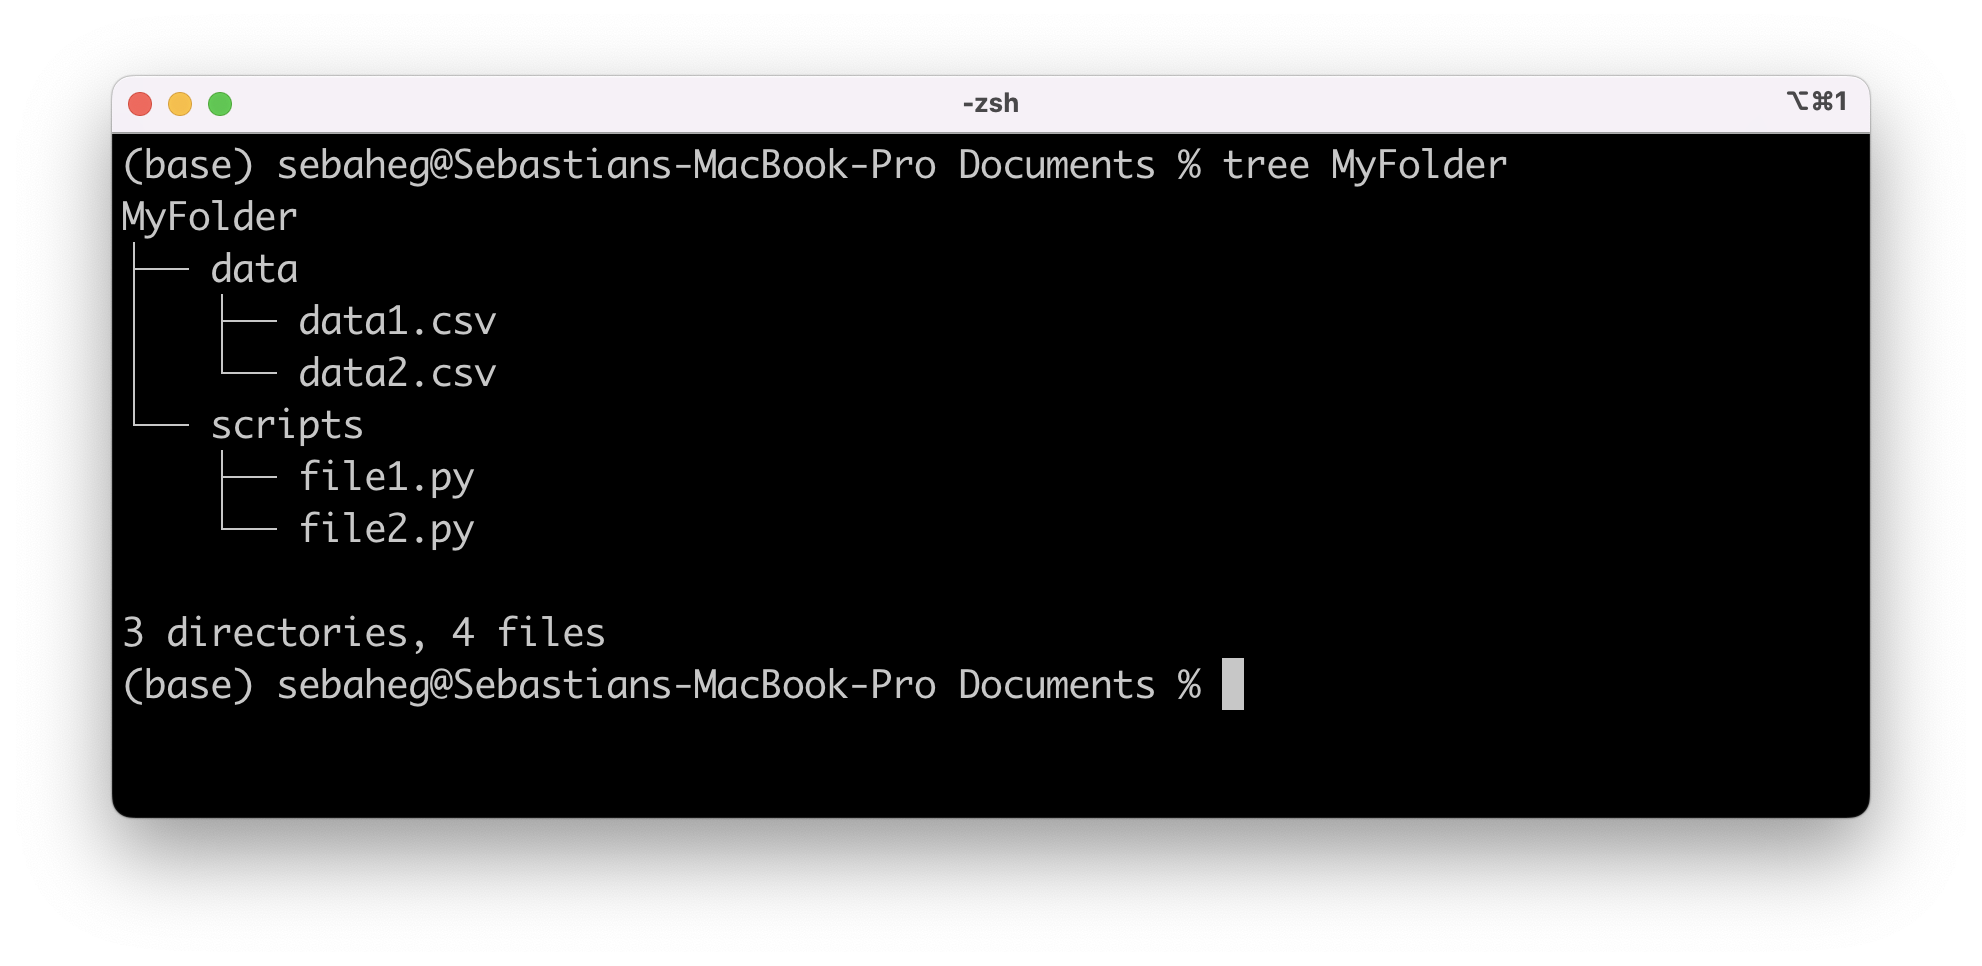 -zsh ⌥⌘1
(base) sebaheg@Sebastians-MacBook-Pro Documents % tree MyFolder
MyFolder
├── data
│   ├── data1.csv
│   └── data2.csv
└── scripts
    ├── file1.py
    └── file2.py
3 directories, 4 files
(base) sebaheg@Sebastians-MacBook-Pro Documents %